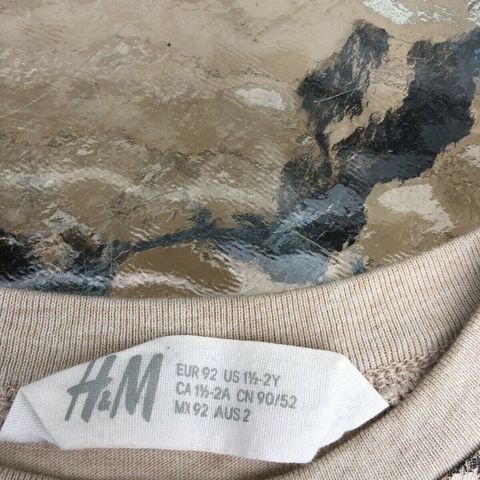 H&M
EUR 92 US 1½-2Y
CA 1½-2A CN 90/52
MX 92 AUS 2